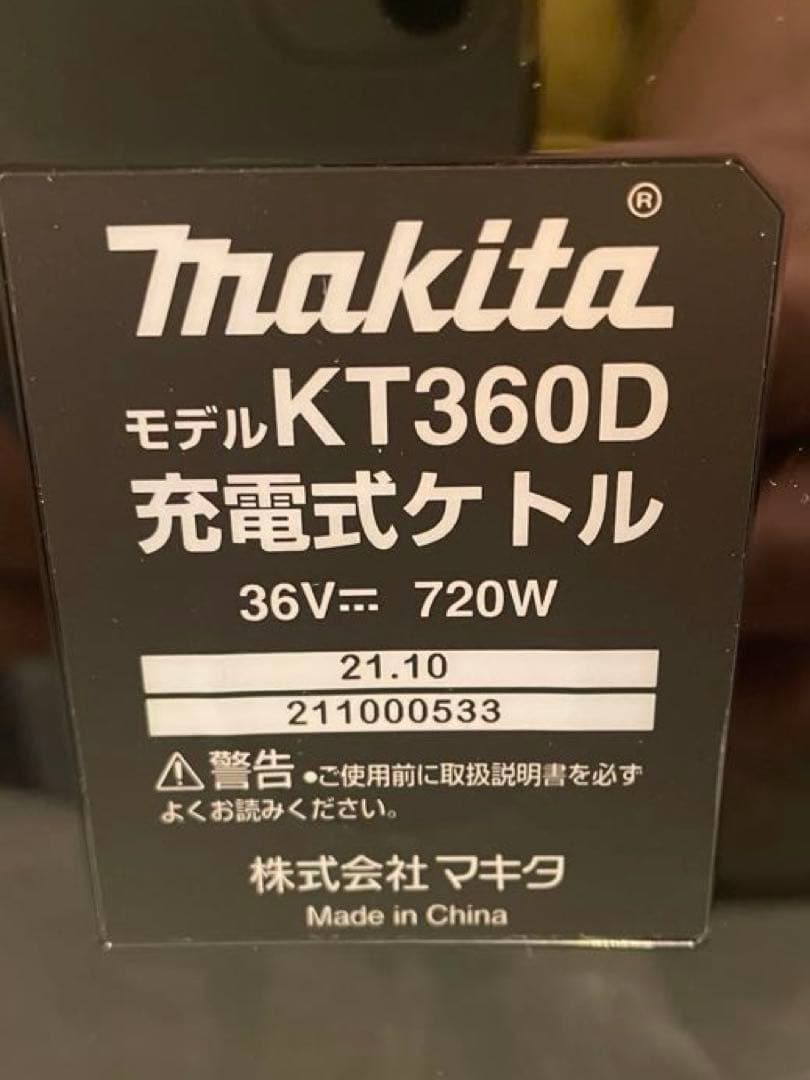 makita®
モデルKT360D
充電式ケトル
36V⎓ 720W
21.10
211000533
⚠警告 ●ご使用前に取扱説明書を必ず
よくお読みください。
株式会社マキタ
Made in China